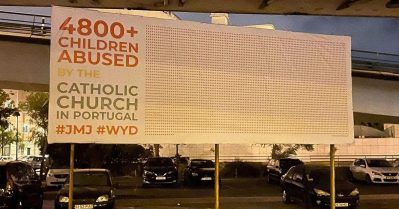 4800+
CHILDREN
ABUSED
BY THE
CATHOLIC
CHURCH
IN PORTUGAL
#JMJ #WYD